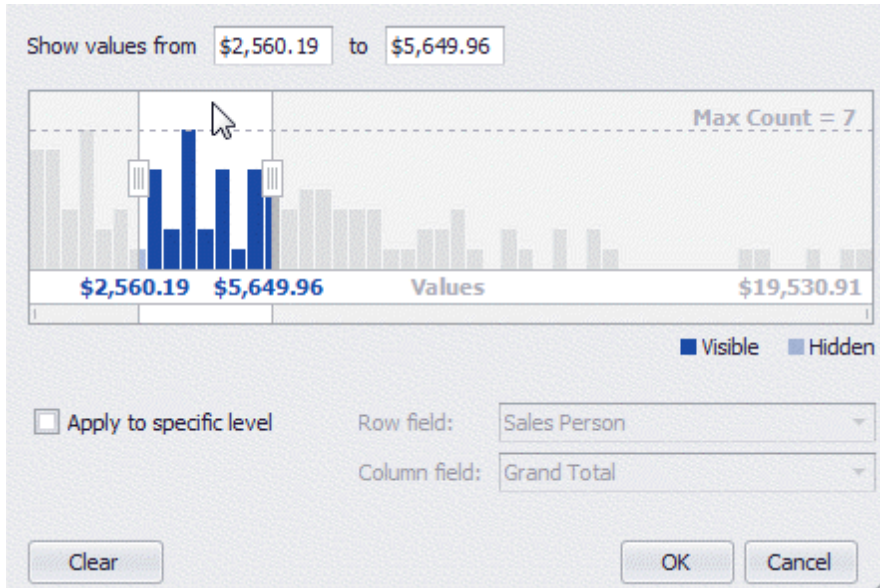 Show values from $2,560.19 to $5,649.96
Max Count = 7
$2,560.19 $5,649.96 Values $19,530.91
Visible Hidden
Apply to specific level Row field: Sales Person
Column field: Grand Total
Clear OK Cancel